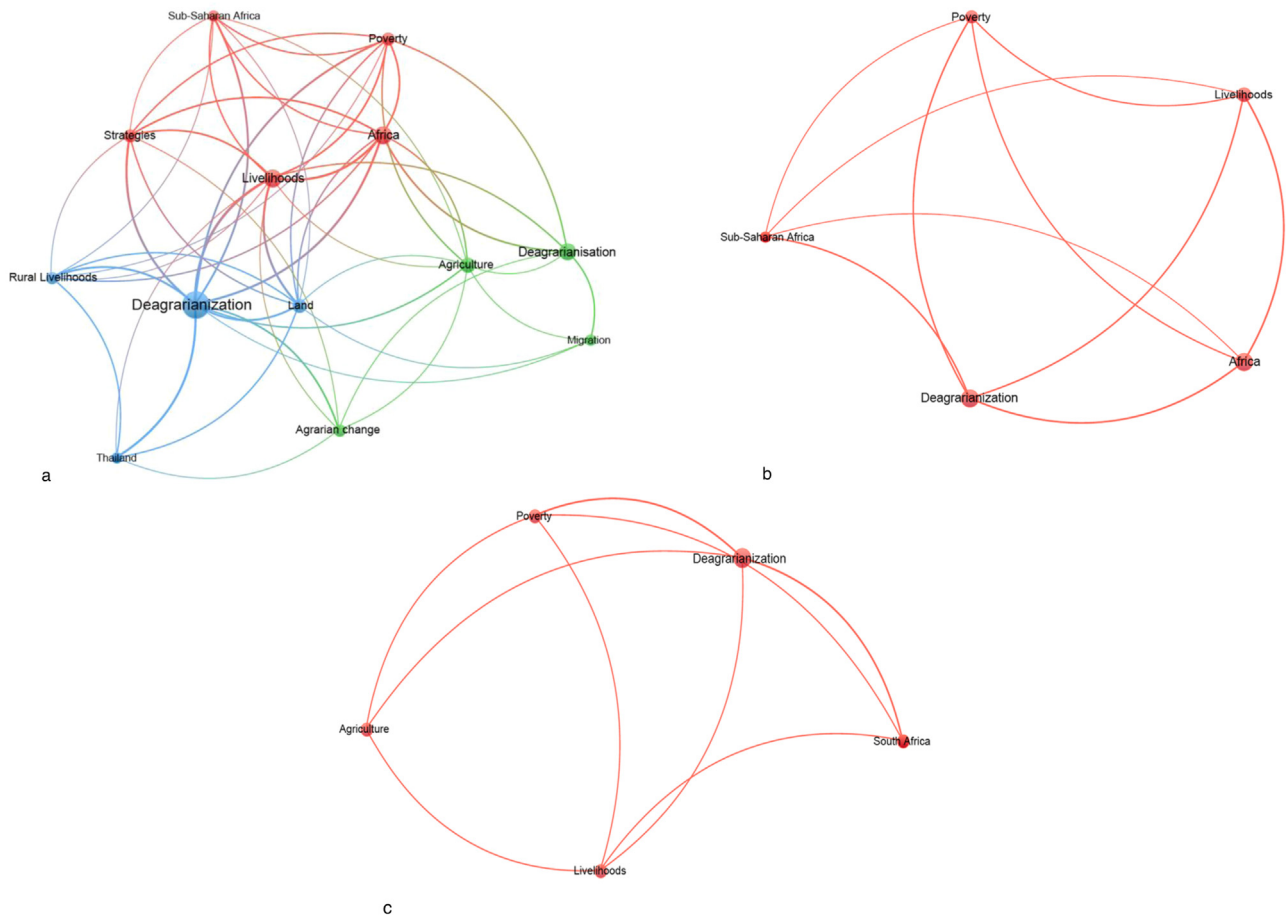 Sub-Saharan Africa
Poverty
Strategies
Africa
Livelihoods
Deagrarianisation
Agriculture
Rural Livelihoods
Deagrarianization
Land
Migration
Agrarian change
Thailand
a
Poverty
Livelihoods
Sub-Saharan Africa
Africa
Deagrarianization
b
Poverty
Deagrarianization
Agriculture
South Africa
Livelihoods
c